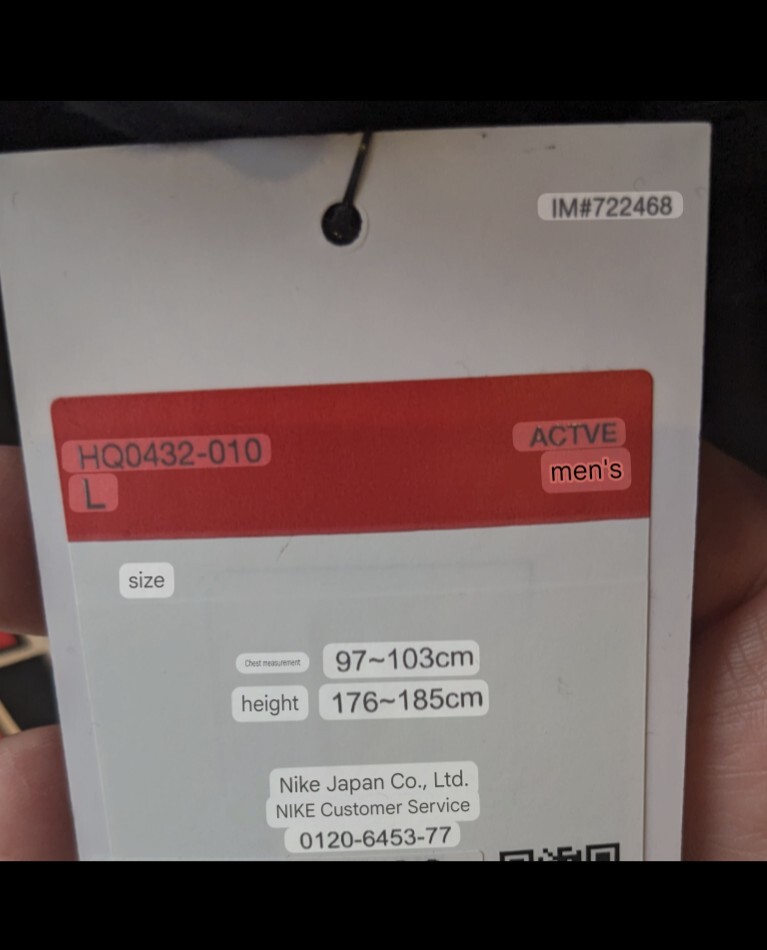 IM#722468
HQ0432-010
ACTVE
L
men's
size
Chest measurement 97~103cm
height 176~185cm
Nike Japan Co., Ltd.
NIKE Customer Service
0120-6453-77